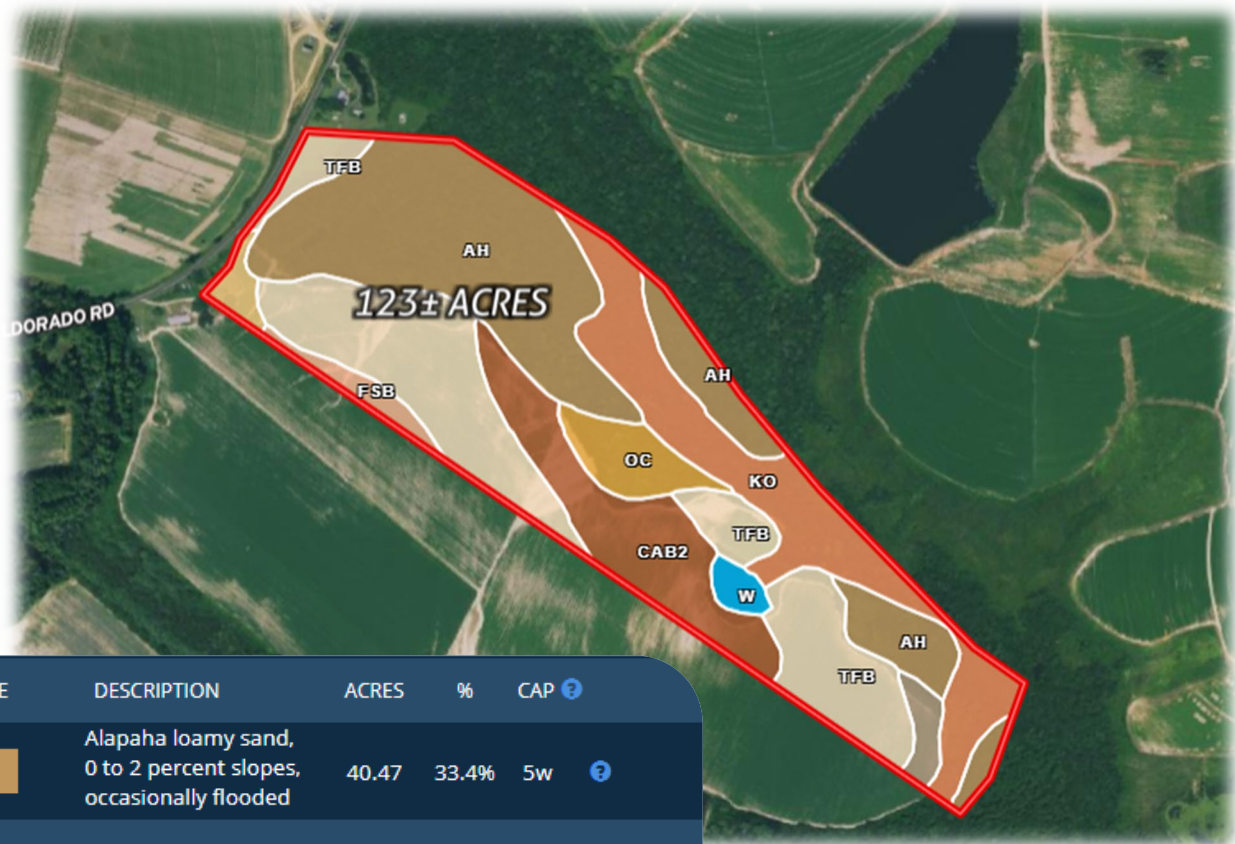 TFB
AH
123± ACRES
DORADO RD
AH
FSB
OC
KO
TFB
CAB2
W
AH
TFB
E DESCRIPTION ACRES % CAP ?
Alapaha loamy sand,
0 to 2 percent slopes,
occasionally flooded
40.47 33.4% 5w ?